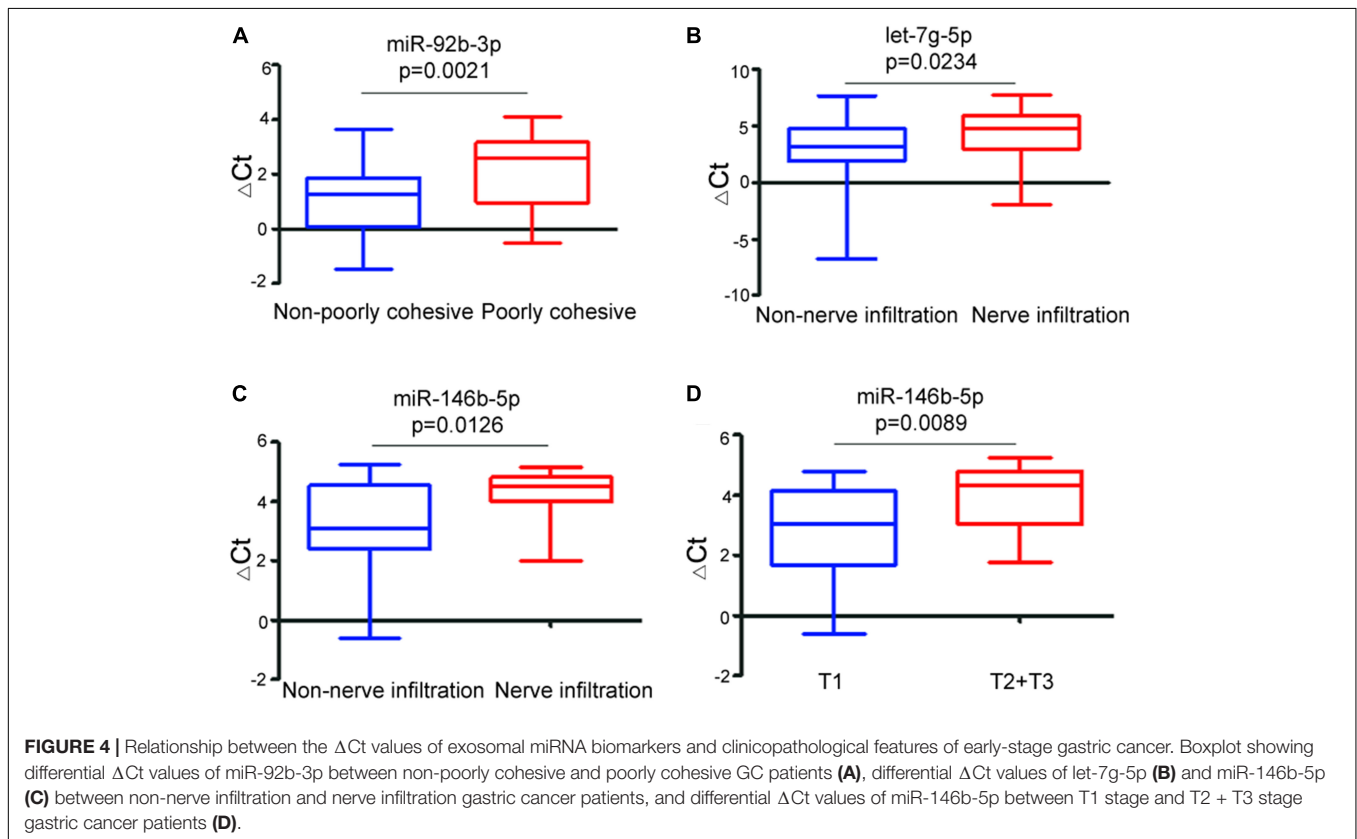 A
miR-92b-3p
p=0.0021
6
4
2
0
-2
△Ct
Non-poorly cohesive Poorly cohesive
B
let-7g-5p
p=0.0234
10
5
0
-5
-10
△Ct
Non-nerve infiltration Nerve infiltration
C
miR-146b-5p
p=0.0126
6
4
2
0
-2
△Ct
Non-nerve infiltration Nerve infiltration
D
miR-146b-5p
p=0.0089
6
4
2
0
-2
△Ct
T1 T2+T3
FIGURE 4 | Relationship between the ΔCt values of exosomal miRNA biomarkers and clinicopathological features of early-stage gastric cancer. Boxplot showing
differential ΔCt values of miR-92b-3p between non-poorly cohesive and poorly cohesive GC patients (A), differential ΔCt values of let-7g-5p (B) and miR-146b-5p
(C) between non-nerve infiltration and nerve infiltration gastric cancer patients, and differential ΔCt values of miR-146b-5p between T1 stage and T2 + T3 stage
gastric cancer patients (D).